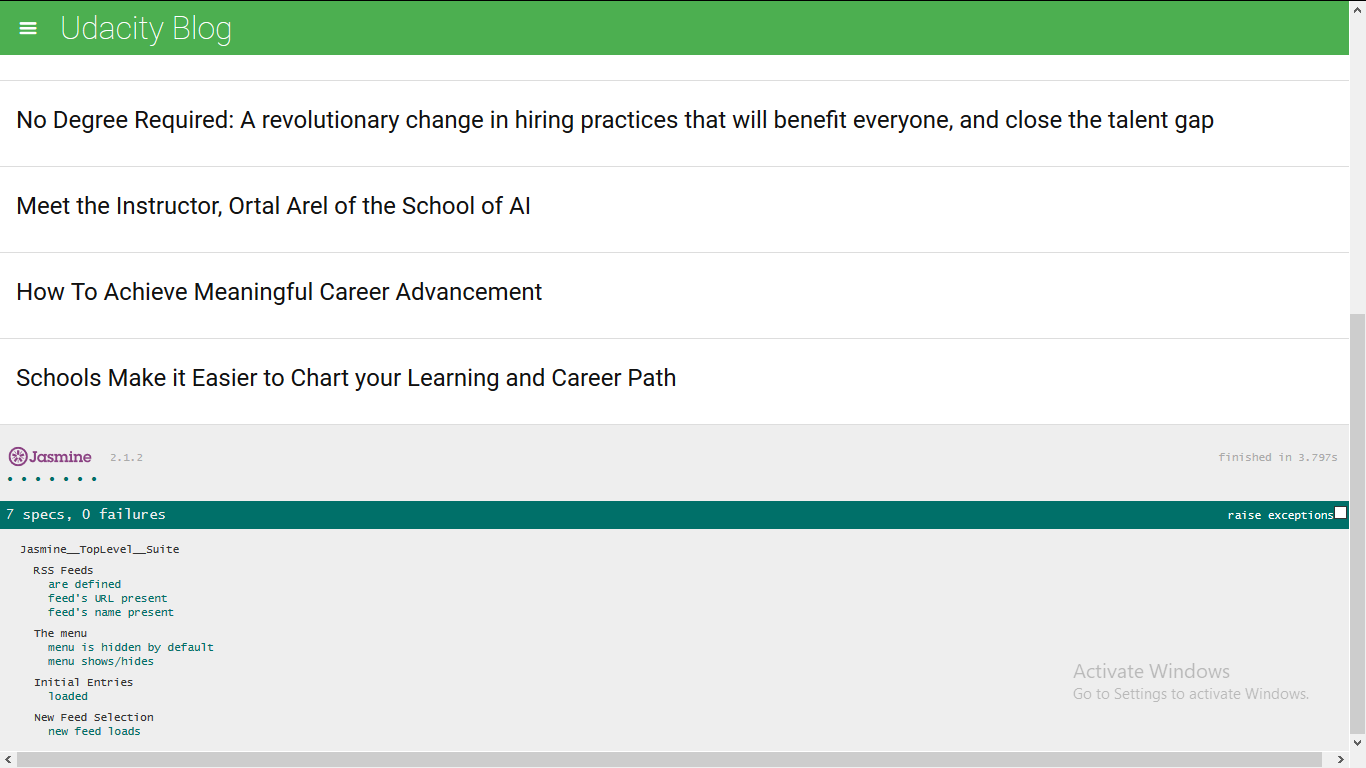 Udacity Blog
No Degree Required: A revolutionary change in hiring practices that will benefit everyone, and close the talent gap
Meet the Instructor, Ortal Arel of the School of AI
How To Achieve Meaningful Career Advancement
Schools Make it Easier to Chart your Learning and Career Path
Jasmine 2.1.2 finished in 3.797s
7 specs, 0 failures raise exceptions
Jasmine__TopLevel__Suite
RSS Feeds
are defined
feed's URL present
feed's name present
The menu
menu is hidden by default
menu shows/hides
Initial Entries
loaded
New Feed Selection
new feed loads
Activate Windows
Go to Settings to activate Windows.